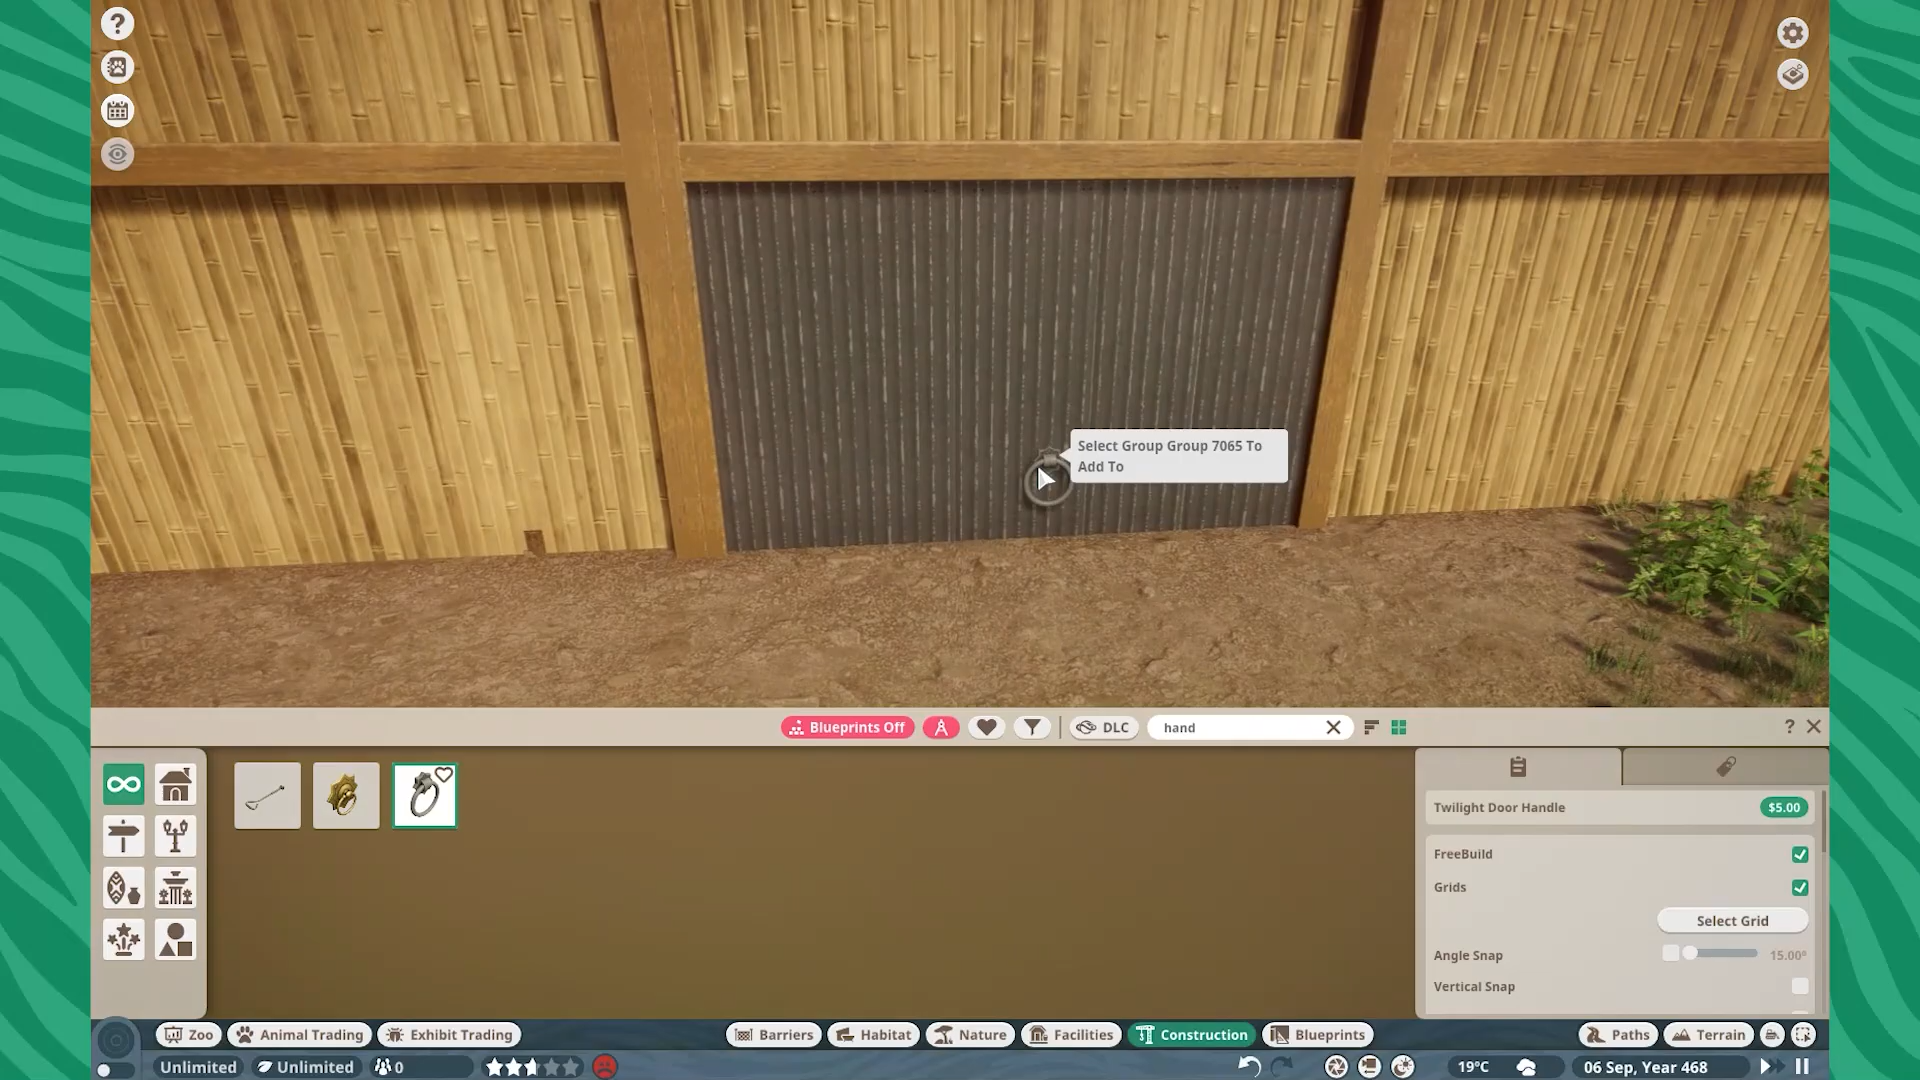 Select Group Group 7065 To
Add To
Blueprints Off
DLC
hand
?
Twilight Door Handle
$5.00
FreeBuild
Grids
Select Grid
Angle Snap
15.00°
Vertical Snap
Zoo
Animal Trading
Exhibit Trading
Barriers
Habitat
Nature
Facilities
Construction
Blueprints
Paths
Terrain
Unlimited
Unlimited
0
19°C
06 Sep, Year 468